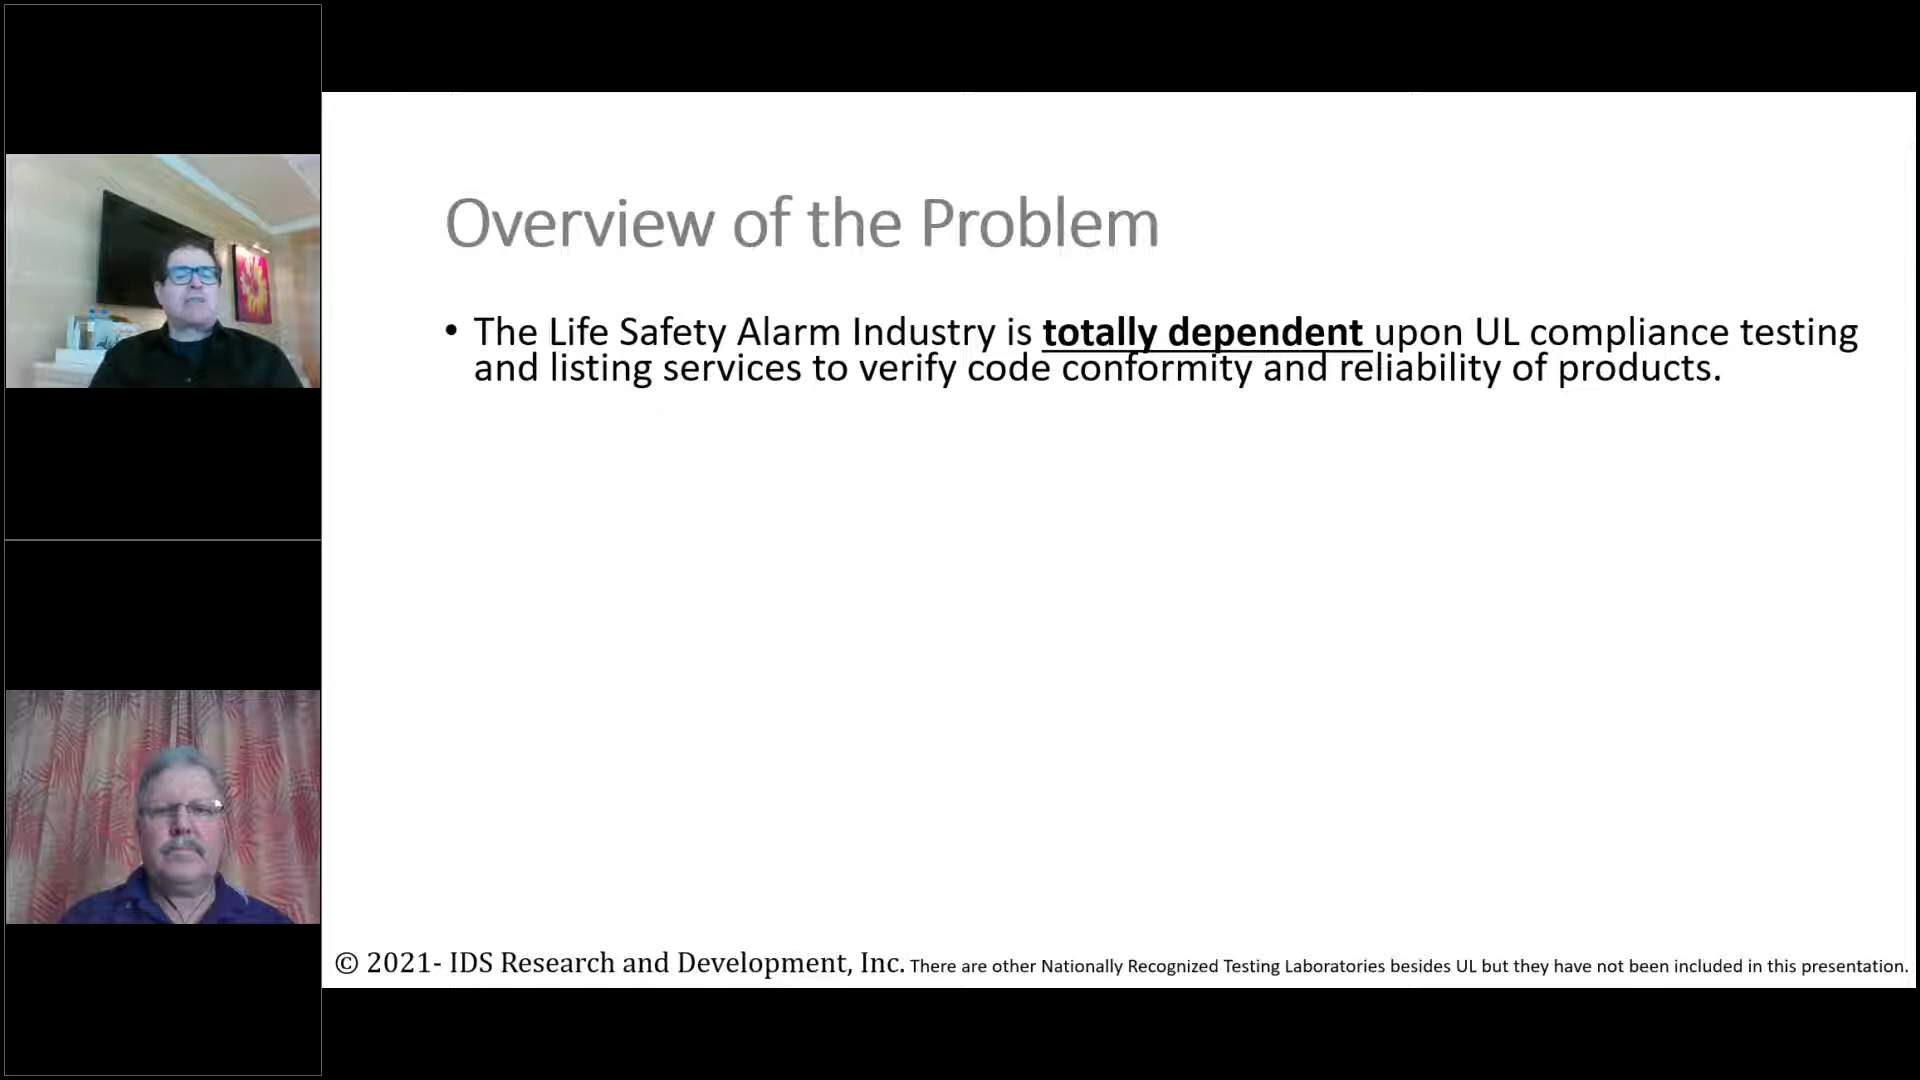 Overview of the Problem
• The Life Safety Alarm Industry is totally dependent upon UL compliance testing
and listing services to verify code conformity and reliability of products.
© 2021- IDS Research and Development, Inc. There are other Nationally Recognized Testing Laboratories besides UL but they have not been included in this presentation.